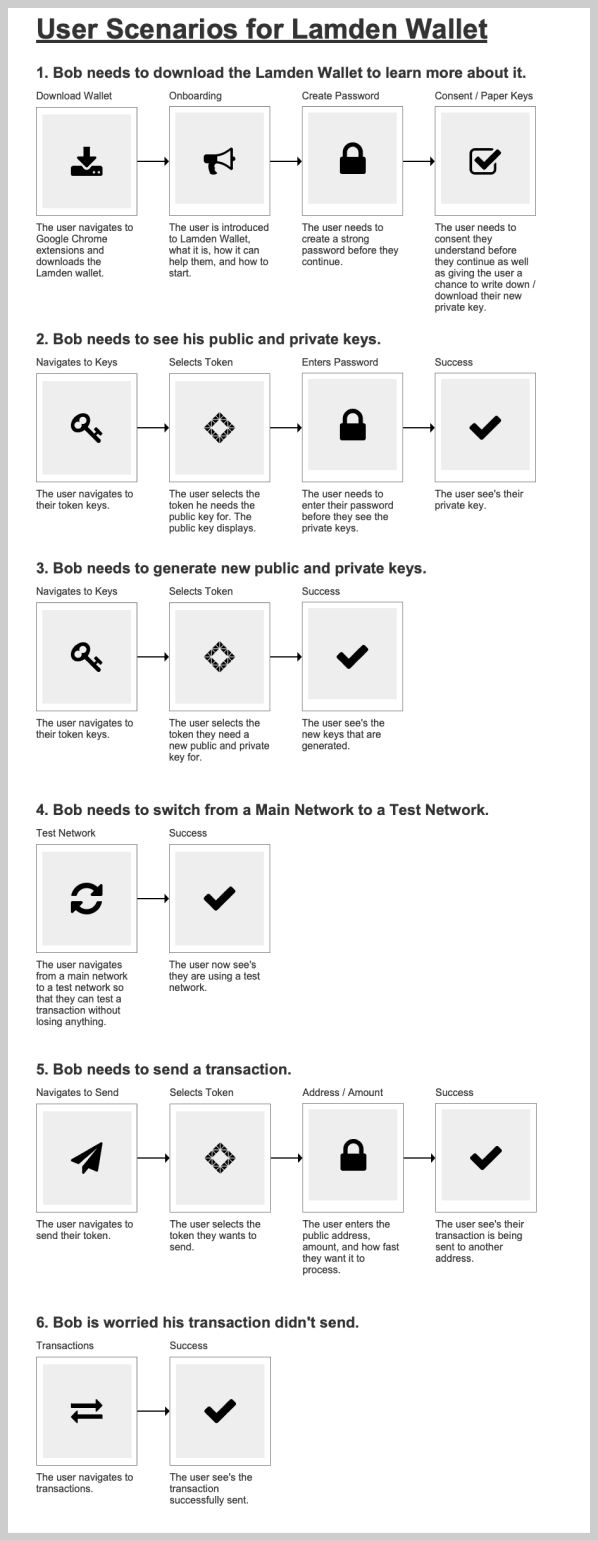 User Scenarios for Lamden Wallet
1. Bob needs to download the Lamden Wallet to learn more about it.
Download Wallet
Onboarding
Create Password
Consent / Paper Keys
The user navigates to
Google Chrome
extensions and
downloads the
Lamden wallet.
The user is introduced
to Lamden Wallet,
what it is, how it can
help them, and how to
start.
The user needs to
create a strong
password before they
continue.
The user needs to
consent they
understand before
they continue as well
as giving the user a
chance to write down /
download their new
private key.
2. Bob needs to see his public and private keys.
Navigates to Keys
Selects Token
Enters Password
Success
The user navigates to
their token keys.
The user selects the
token he needs the
public key for. The
public key displays.
The user needs to
enter their password
before they see the
private keys.
The user see's their
private key.
3. Bob needs to generate new public and private keys.
Navigates to Keys
Selects Token
Success
The user navigates to
their token keys.
The user selects the
token they need a
new public and private
key for.
The user see's the
new keys that are
generated.
4. Bob needs to switch from a Main Network to a Test Network.
Test Network
Success
The user navigates
from a main network
to a test network so
that they can test a
transaction without
losing anything.
The user now see's
they are using a test
network.
5. Bob needs to send a transaction.
Navigates to Send
Selects Token
Address / Amount
Success
The user navigates to
send their token.
The user selects the
token they wants to
send.
The user enters the
public address,
amount, and how fast
they want it to
process.
The user see's their
transaction is being
sent to another
address.
6. Bob is worried his transaction didn't send.
Transactions
Success
The user navigates to
transactions.
The user see's the
transaction
successfully sent.